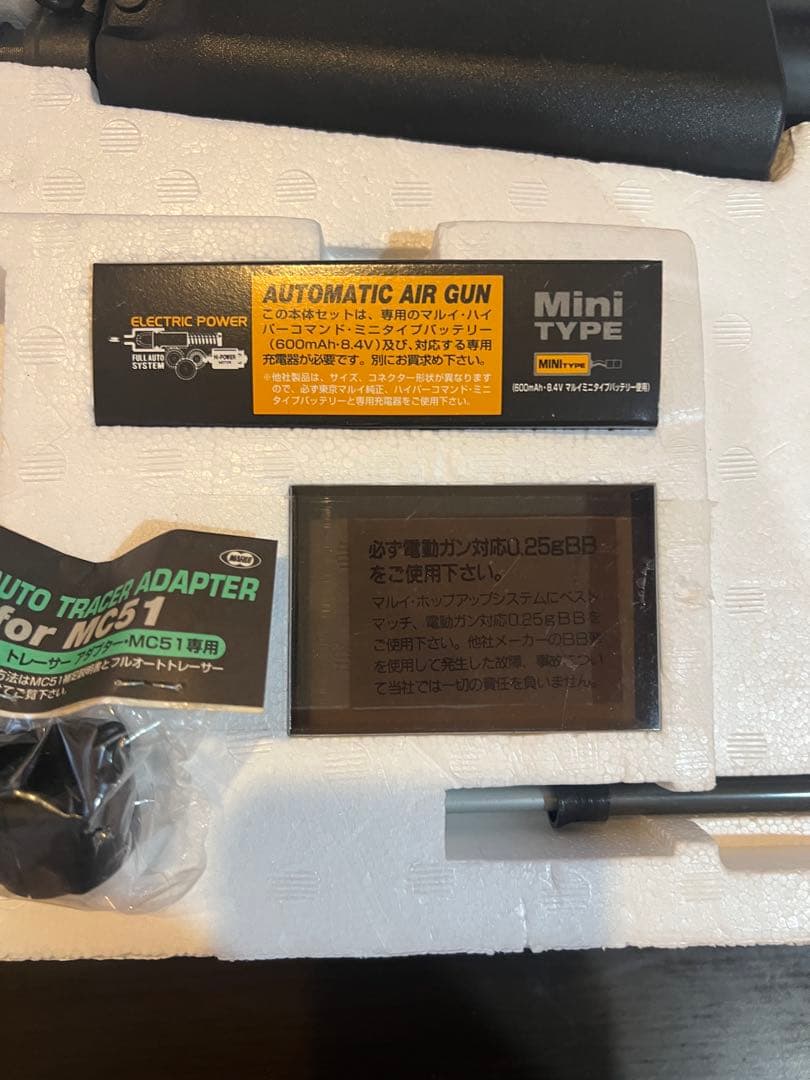 ELECTRIC POWER
FULL AUTO
SYSTEM
Hi-POWER
MOTOR
AUTOMATIC AIR GUN
この本体セットは、専用のマルイ・ハイ
パーコマンド・ミニタイプバッテリー
(600mAh・8.4V)及び、対応する専用
充電器が必要です。別にお買求め下さい。
※他社製品は、サイズ、コネクター形状が異なります
ので、必ず東京マルイ純正、ハイパーコマンド・ミニ
タイプバッテリーと専用充電器をご使用下さい。
Mini
TYPE
MINI TYPE
(600mAh・8.4V マルイミニタイプバッテリー使用)
必ず電動ガン対応0.25gBB
をご使用下さい。
マルイ・ホップアップシステムにベスト
マッチ、電動ガン対応0.25gBBを
ご使用下さい。他社メーカーのBB弾
を使用して発生した故障、事故につい
て当社では一切の責任を負いません。
MARUI
AUTO TRACER ADAPTER
for MC51
トレーサー アダプター・MC51専用
方法はMC51取扱説明書とフルオートトレーサー
てご覧下さい。